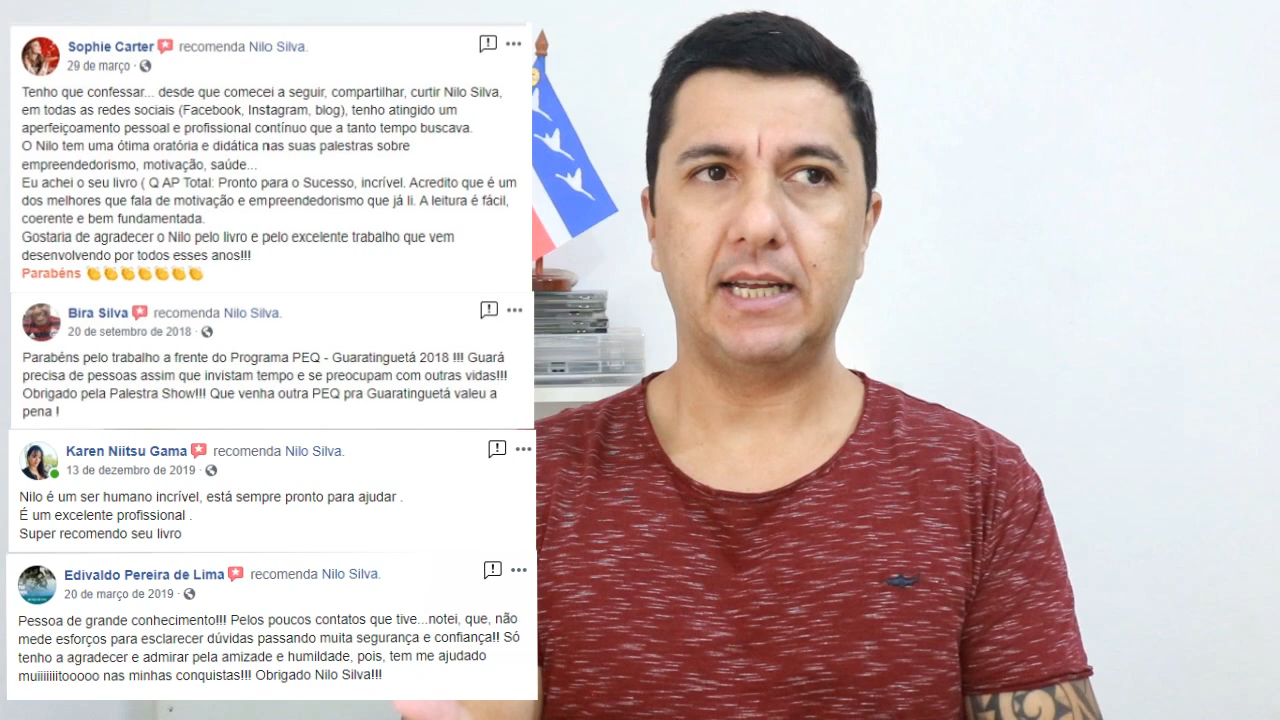 Sophie Carter recomenda Nilo Silva.
29 de março ·
Tenho que confessar... desde que comecei a seguir, compartilhar, curtir Nilo Silva,
em todas as redes sociais (Facebook, Instagram, blog), tenho atingido um
aperfeiçoamento pessoal e profissional contínuo que a tanto tempo buscava.
O Nilo tem uma ótima oratória e didática nas suas palestras sobre
empreendedorismo, motivação, saúde...
Eu achei o seu livro ( Q AP Total: Pronto para o Sucesso, incrível. Acredito que é um
dos melhores que fala de motivação e empreendedorismo que já li. A leitura é fácil,
coerente e bem fundamentada.
Gostaria de agradecer o Nilo pelo livro e pelo excelente trabalho que vem
desenvolvendo por todos esses anos!!!
Parabéns 👏👏👏👏👏👏👏
Bira Silva recomenda Nilo Silva.
20 de setembro de 2018 ·
Parabéns pelo trabalho a frente do Programa PEQ - Guaratinguetá 2018 !!! Guará
precisa de pessoas assim que invistam tempo e se preocupam com outras vidas!!!
Obrigado pela Palestra Show!!! Que venha outra PEQ pra Guaratinguetá valeu a
pena !
Karen Niitsu Gama recomenda Nilo Silva.
13 de dezembro de 2019 ·
Nilo é um ser humano incrível, está sempre pronto para ajudar .
É um excelente profissional .
Super recomendo seu livro
Edivaldo Pereira de Lima recomenda Nilo Silva.
20 de março de 2019 ·
Pessoa de grande conhecimento!!! Pelos poucos contatos que tive...notei, que, não
mede esforços para esclarecer dúvidas passando muita segurança e confiança!! Só
tenho a agradecer e admirar pela amizade e humildade, pois, tem me ajudado
muiiiiiiitooooo nas minhas conquistas!!! Obrigado Nilo Silva!!!